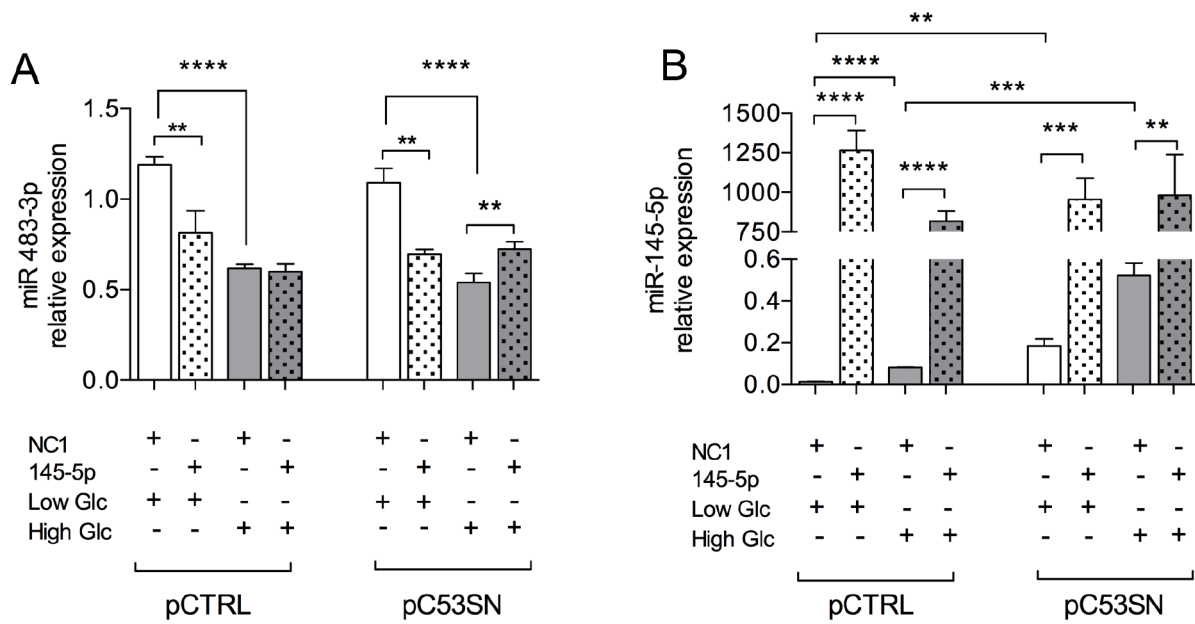 A
miR 483-3p
relative expression
1.5
1.0
0.5
0.0
****
**
****
**
**
NC1 + - + - + - + -
145-5p - + - + - + - +
Low Glc + + - - + + - -
High Glc - - + + - - + +
pCTRL pC53SN
B
miR-145-5p
relative expression
1500
1250
1000
750
0.6
0.4
0.2
0.0
**
****
****
***
****
***
**
NC1 + - + - + - + -
145-5p - + - + - + - +
Low Glc + + - - + + - -
High Glc - - + + - - + +
pCTRL pC53SN